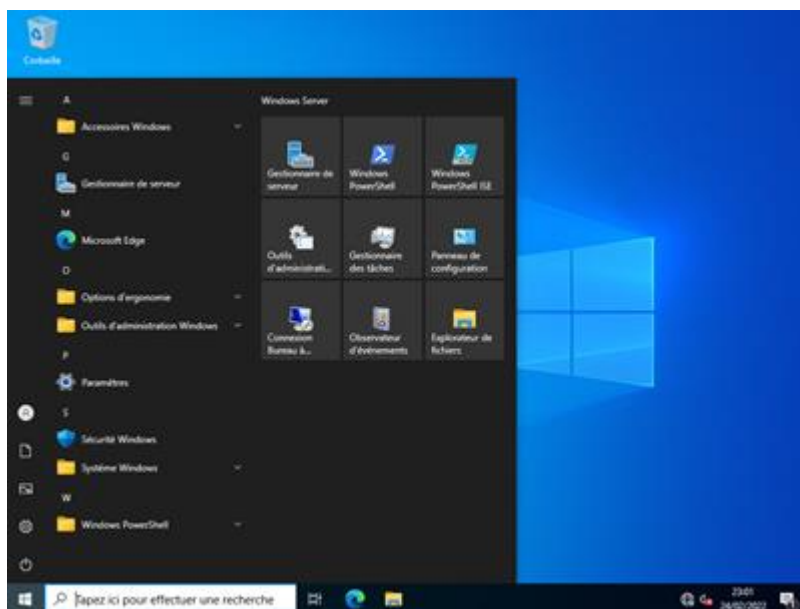 Corbeille
A
Accessoires Windows
G
Gestionnaire de serveur
M
Microsoft Edge
O
Options d'ergonomie
Outils d'administration Windows
P
Paramètres
S
Sécurité Windows
Système Windows
W
Windows PowerShell
Windows Server
Gestionnaire de
serveur
Windows
PowerShell
Windows
PowerShell ISE
Outils
d'administrati...
Gestionnaire
des tâches
Panneau de
configuration
Connexion
Bureau à...
Observateur
d'événements
Explorateur de
fichiers
Tapez ici pour effectuer une recherche
23:01